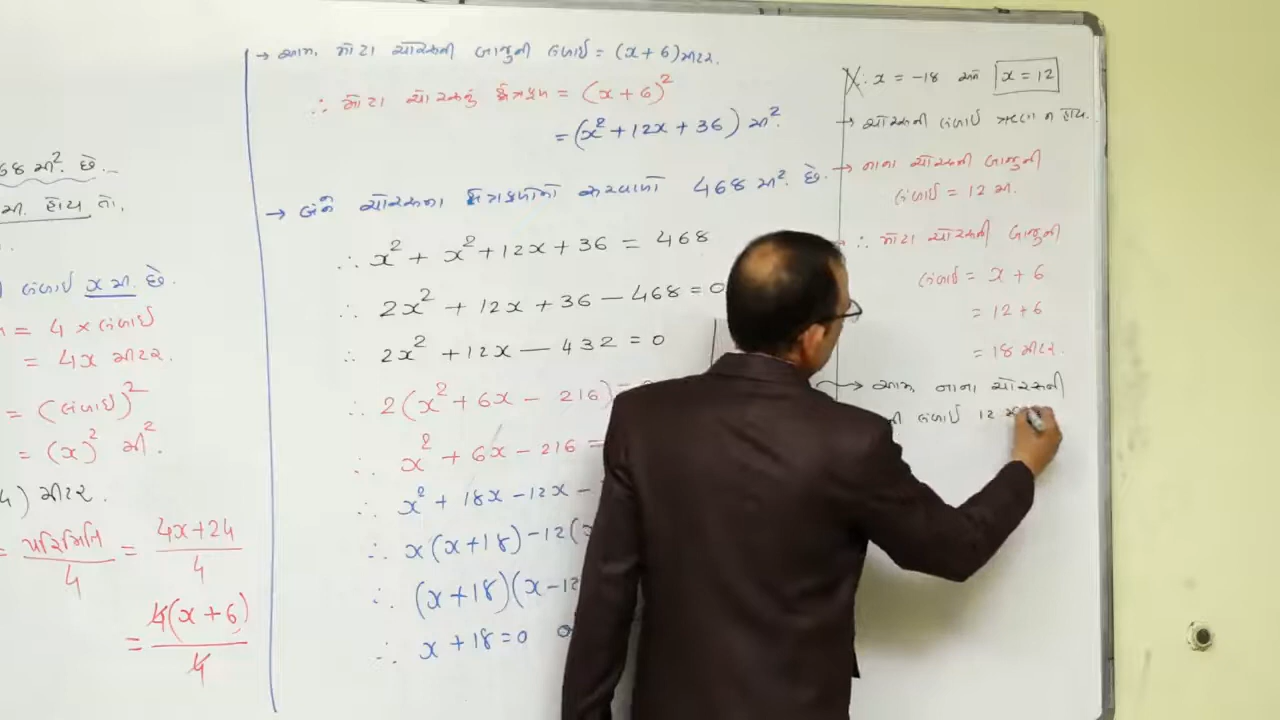 ૬૮ મી². છે.
મી. હોય તો.
લંબાઈ x મી. છે.
= 4 × લંબાઈ
= 4x મીટર.
= (લંબાઈ)²
= (x)² મી².
4) મીટર.
= પરિમિતિ/4 = 4x+24/4
= 4(x+6)/4
→ આમ, મોટા ચોરસની બાજુની લંબાઈ = (x+6) મીટર.
∴ મોટા ચોરસનું ક્ષેત્રફળ = (x+6)²
= (x²+12x+36) મી².
→ બંને ચોરસના ક્ષેત્રફળોનો સરવાળો 468 મી². છે.
∴ x² + x²+12x+36 = 468
∴ 2x² +12x+36-468=0
∴ 2x² +12x-432=0
∴ 2(x²+6x- 216)
∴ x² +6x-216 =
∴ x² + 18x-12x-
∴ x(x+18)-12(x
∴ (x+18)(x-12
∴ x+18=0
∴ x = -18 અને x = 12
→ ચોરસની લંબાઈ ઋણ ન હોય.
→ નાના ચોરસની બાજુની
લંબાઈ = 12 મી.
∴ મોટા ચોરસની બાજુની
લંબાઈ = x + 6
= 12+6
= 18 મીટર.
→ આમ, નાના ચોરસની
ની લંબાઈ 12